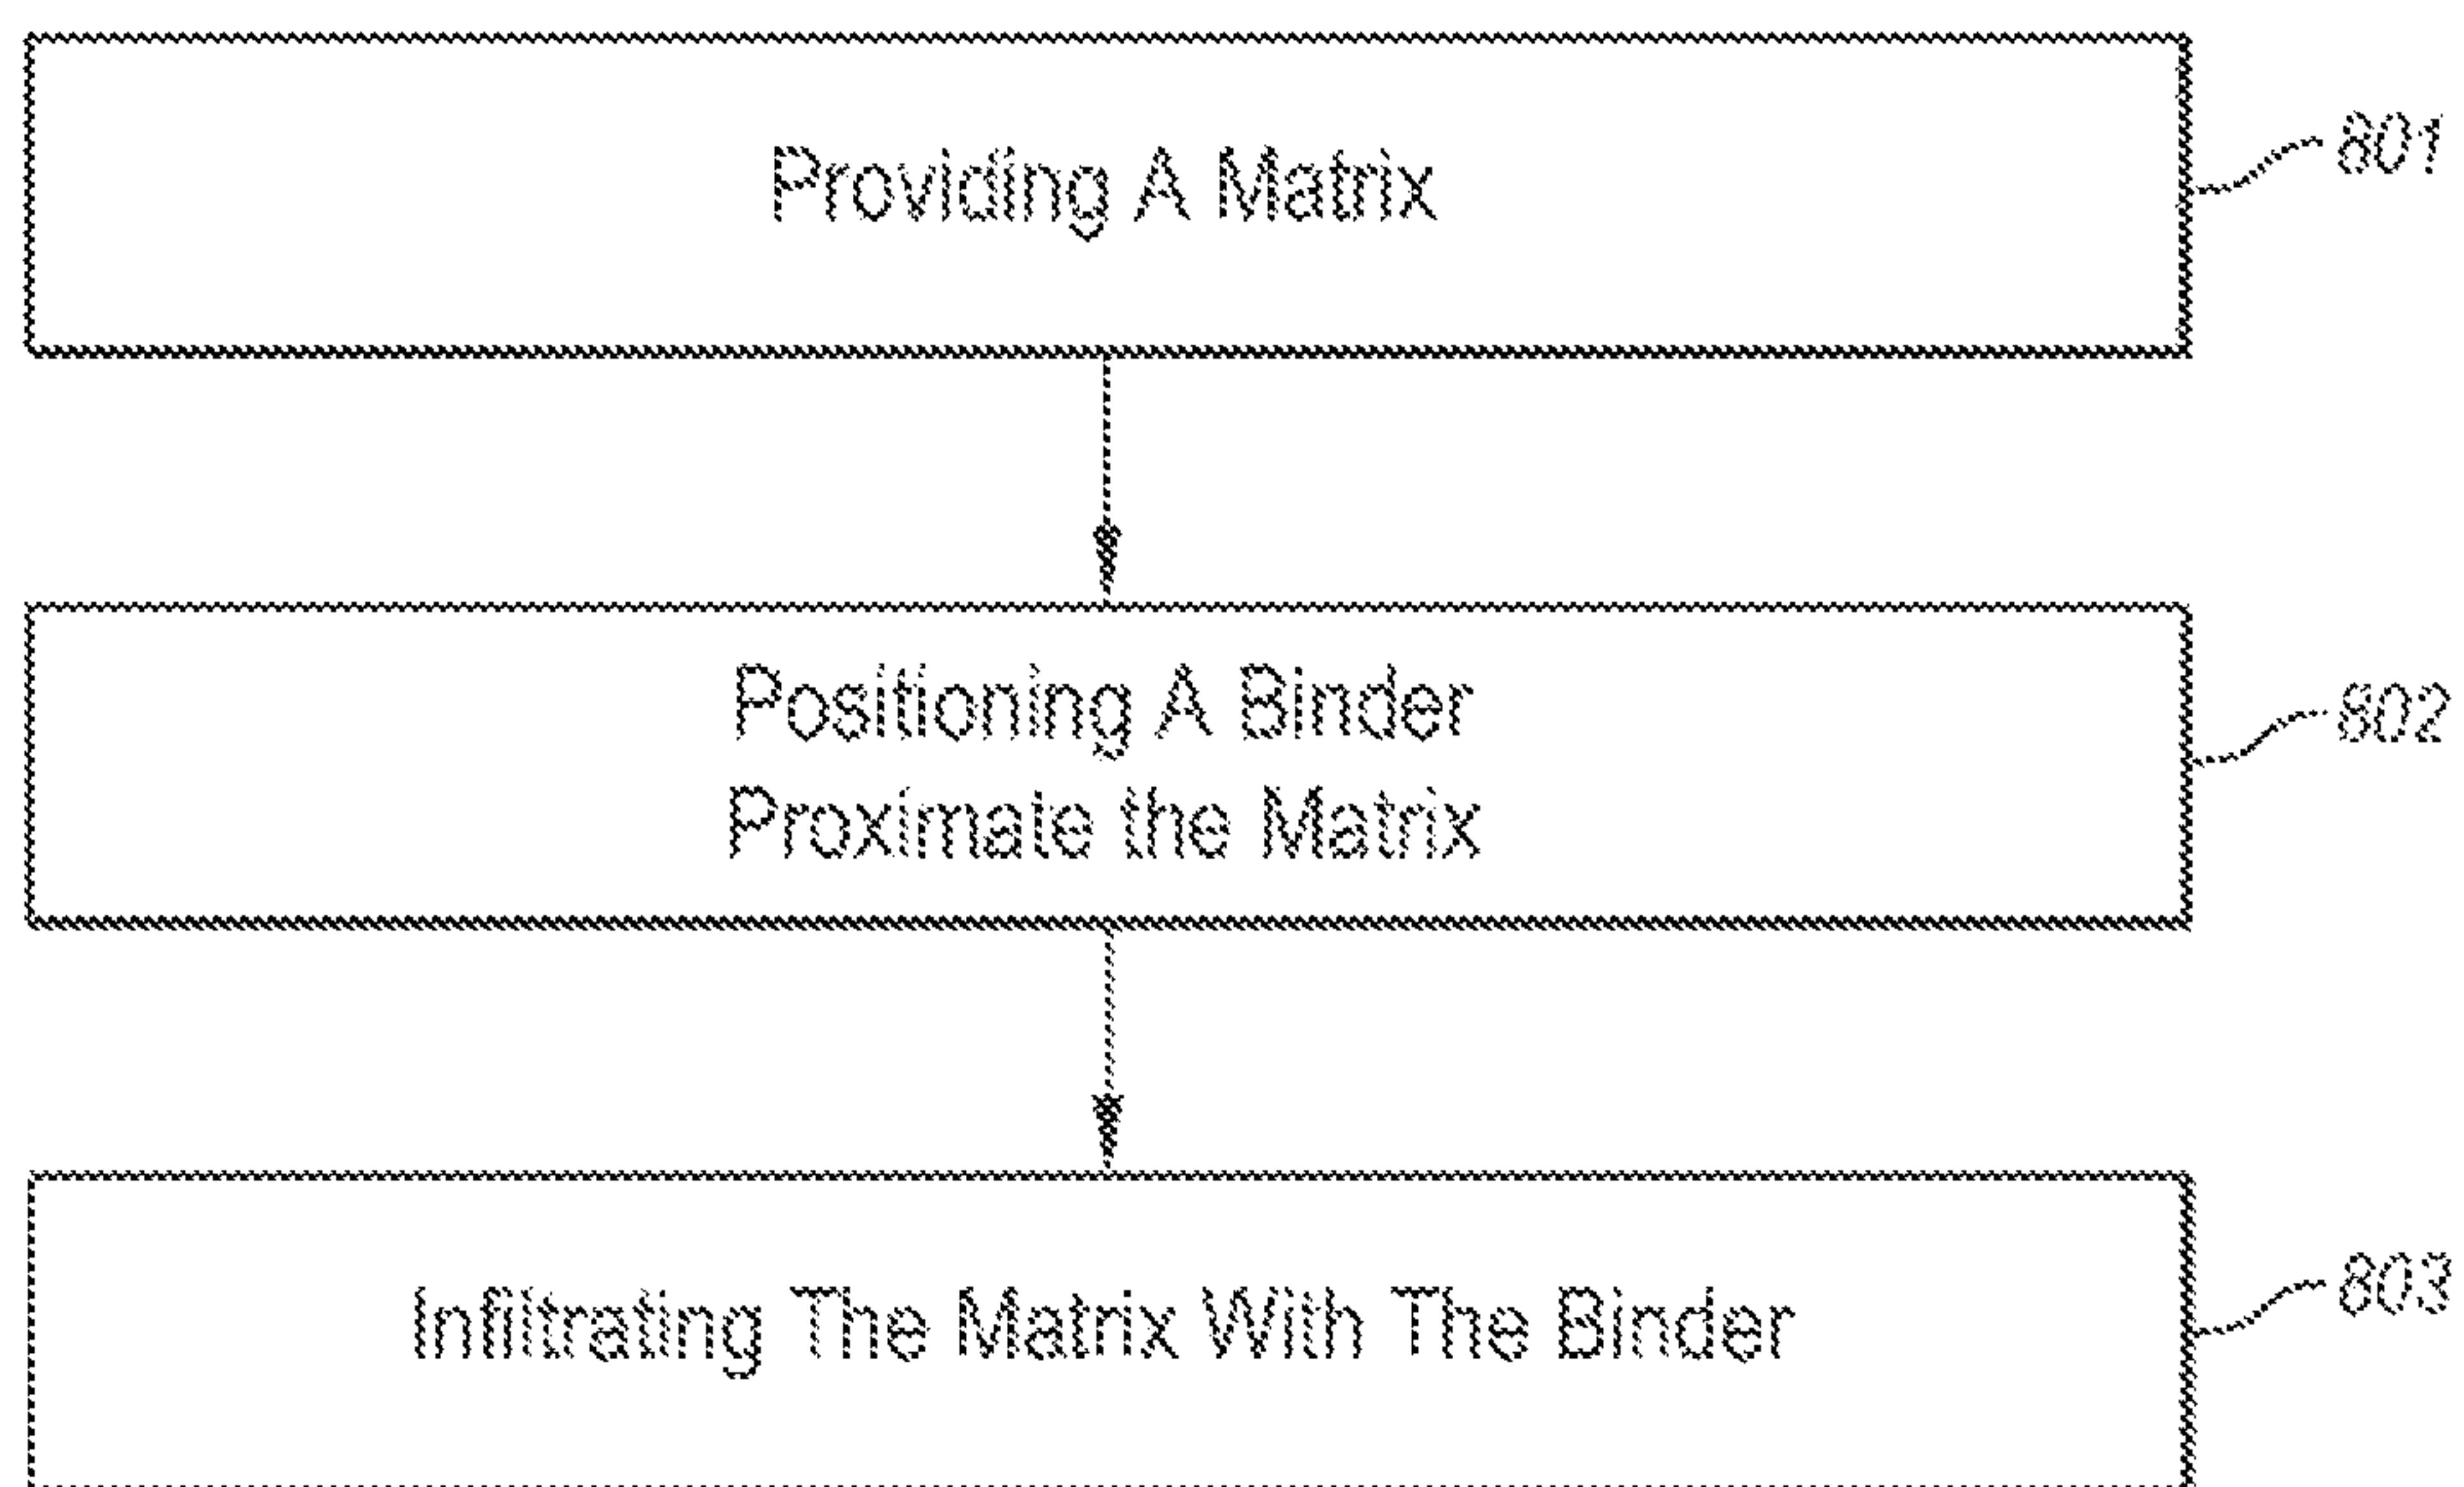 Providing A Matrix
801
Positioning A Binder
Proximate the Matrix
802
Infiltrating The Matrix With The Binder
803